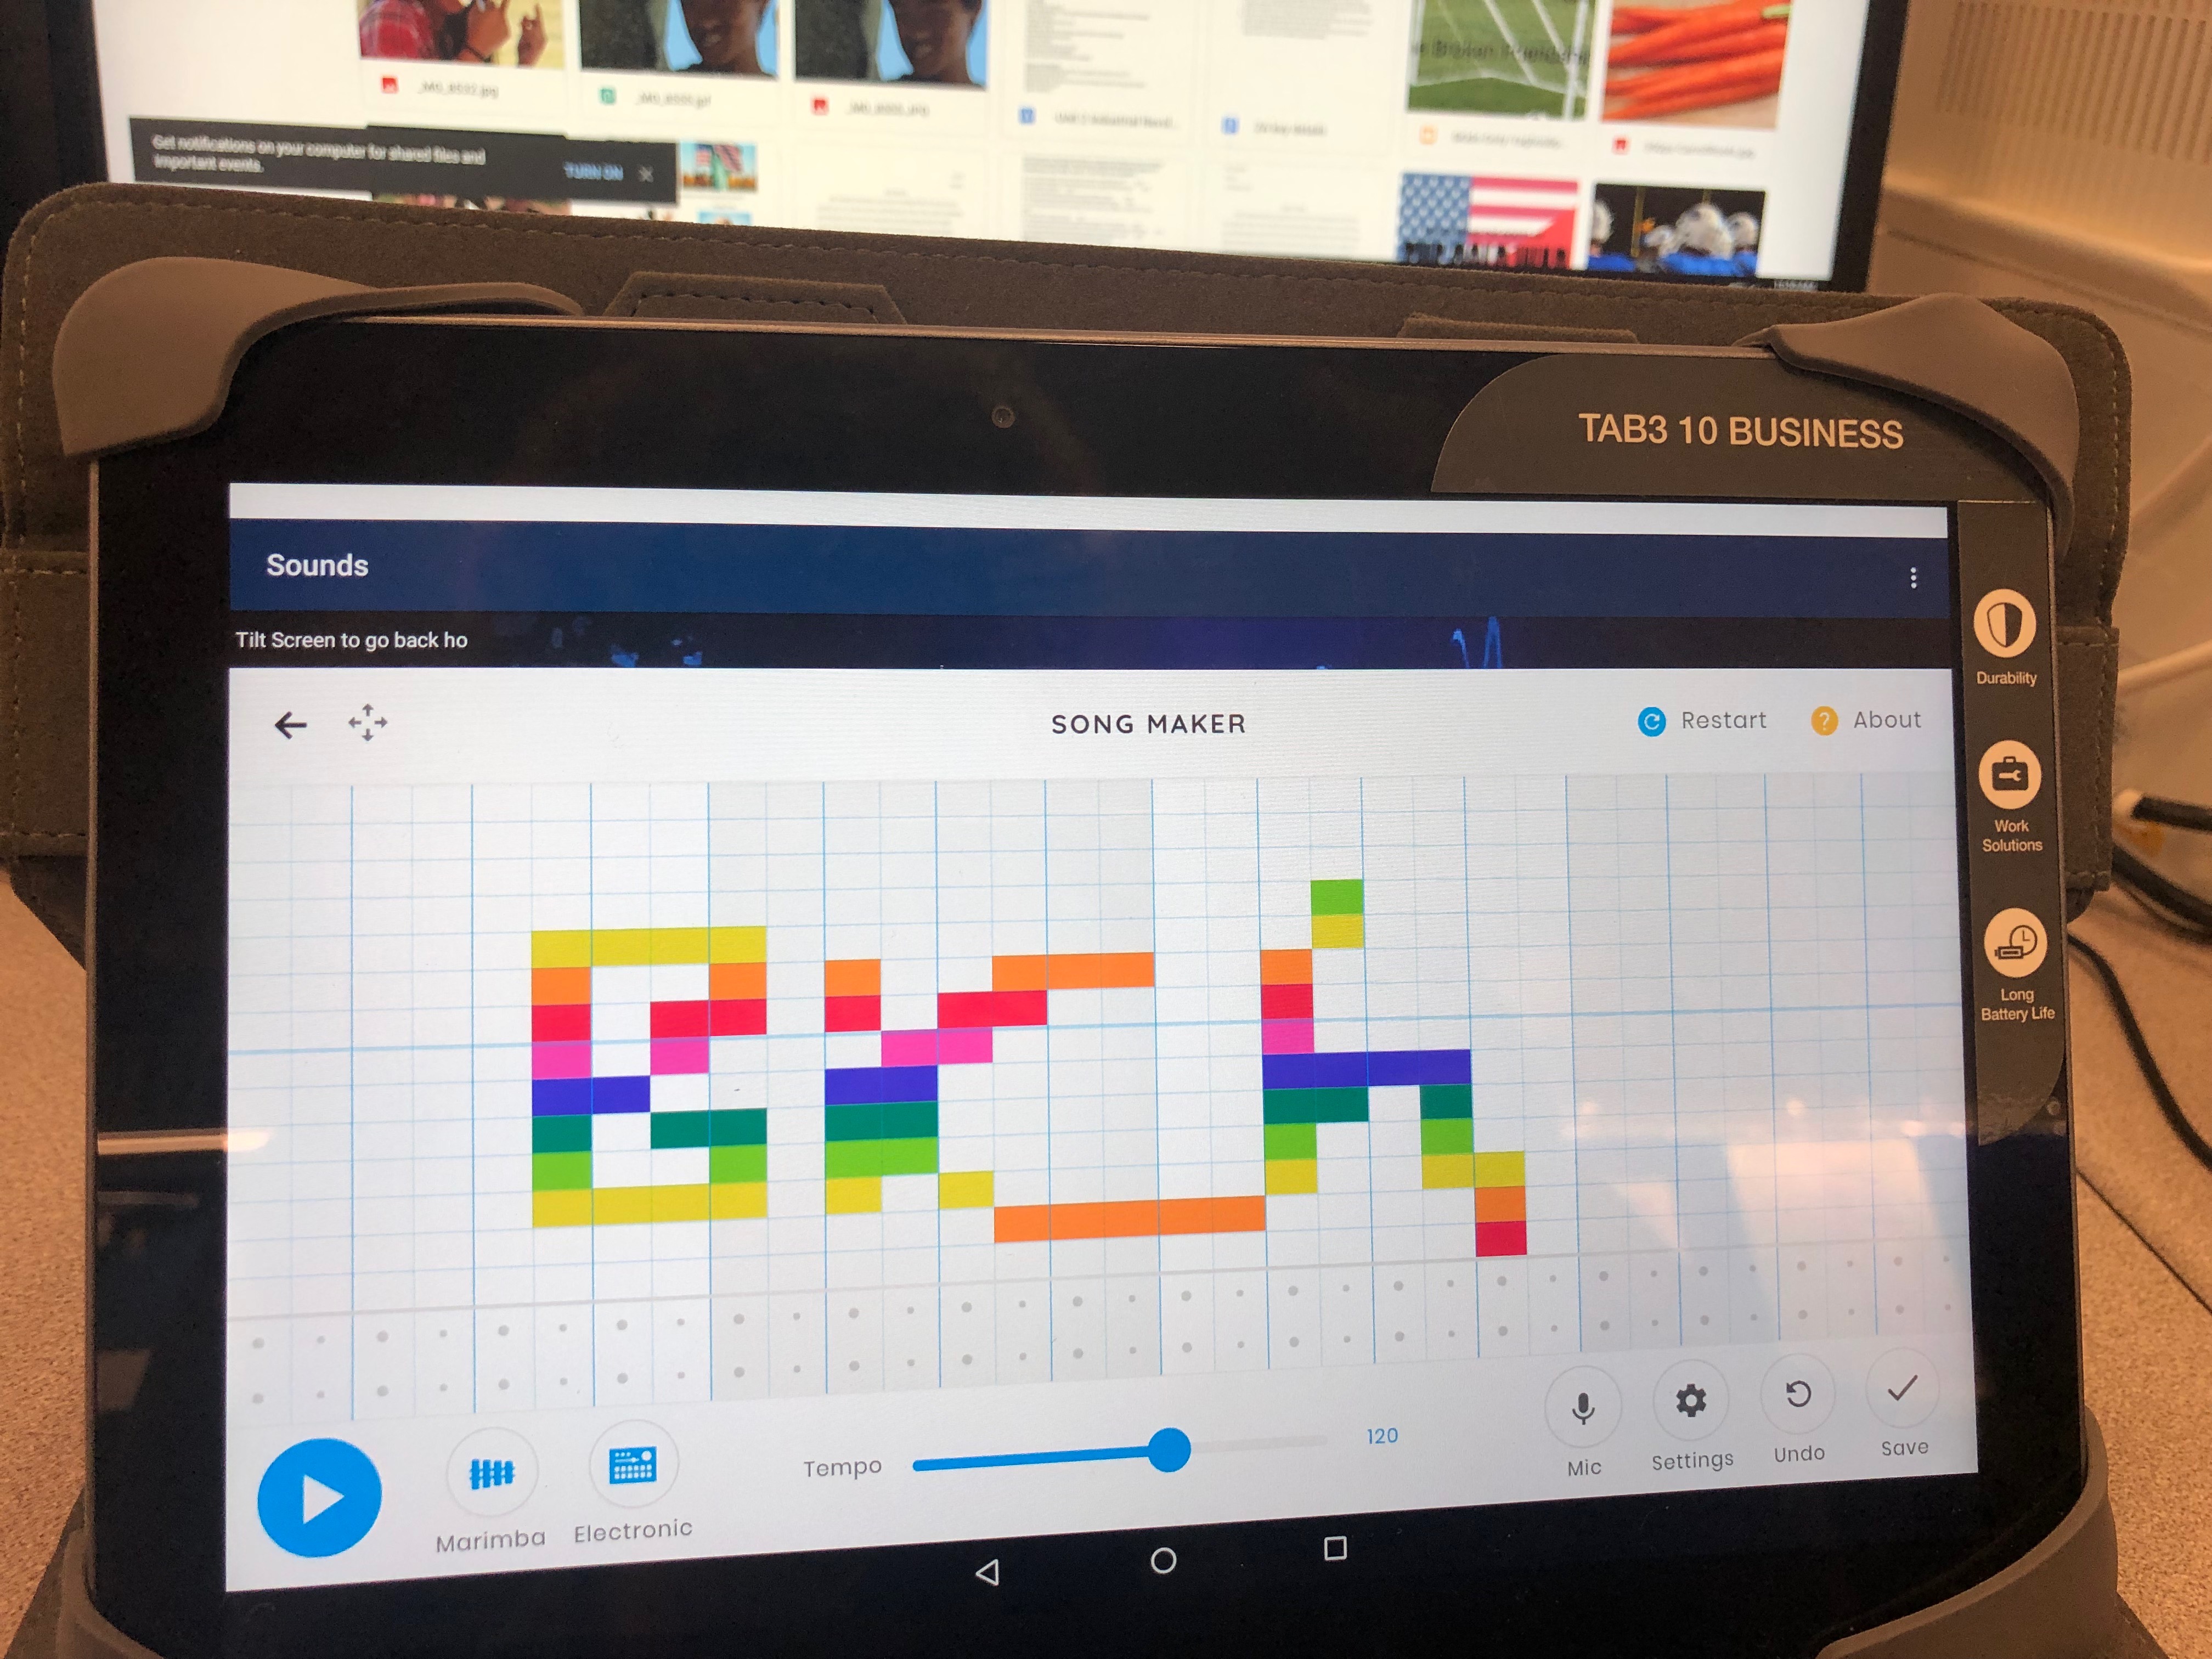 Get notifications on your computer for shared files and
important events.
TURN ON
TAB3 10 BUSINESS
Sounds
Tilt Screen to go back ho
SONG MAKER
Restart
About
Durability
Work
Solutions
Long
Battery Life
Tempo
120
Marimba
Electronic
Mic
Settings
Undo
Save